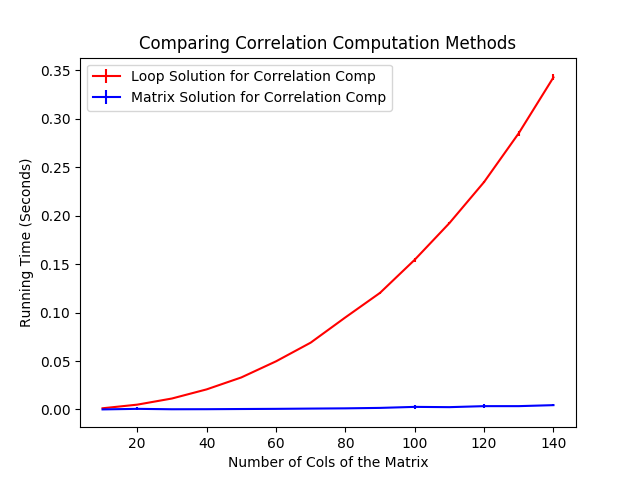 Comparing Correlation Computation Methods
Loop Solution for Correlation Comp
Matrix Solution for Correlation Comp
Running Time (Seconds)
0.35
0.30
0.25
0.20
0.15
0.10
0.05
0.00
20 40 60 80 100 120 140
Number of Cols of the Matrix